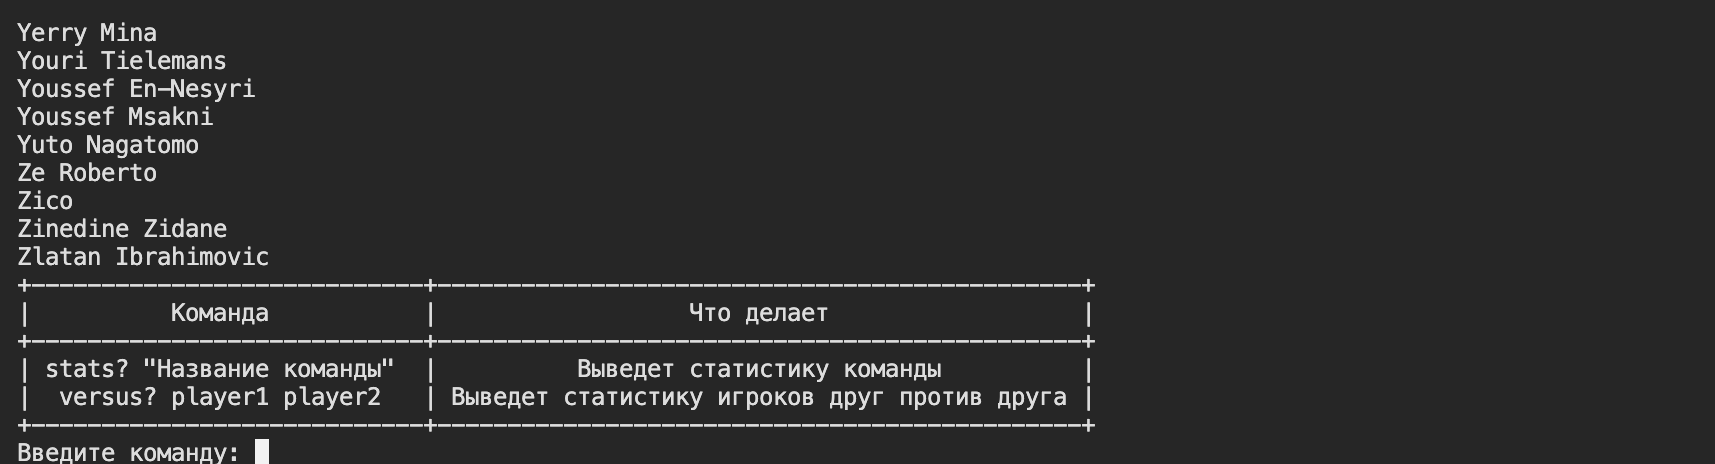 Yerry Mina
Youri Tielemans
Youssef En-Nesyri
Youssef Msakni
Yuto Nagatomo
Ze Roberto
Zico
Zinedine Zidane
Zlatan Ibrahimovic
+----------------------------+----------------------------------------------+
| Команда | Что делает |
+----------------------------+----------------------------------------------+
| stats? "Название команды" | Выведет статистику команды |
| versus? player1 player2 | Выведет статистику игроков друг против друга |
+----------------------------+----------------------------------------------+
Введите команду: